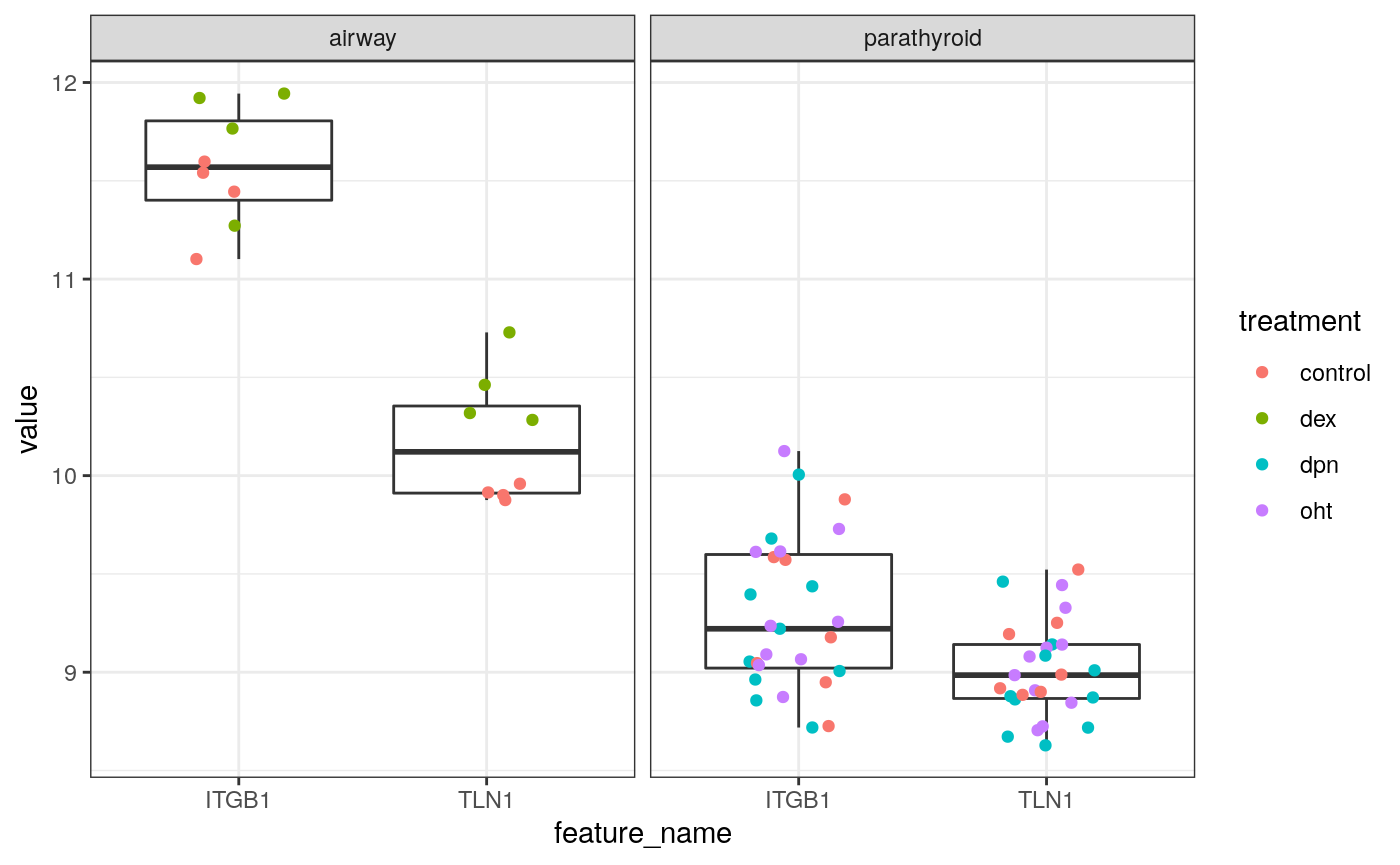 airway
parathyroid
12
11
10
9
value
ITGB1
TLN1
ITGB1
TLN1
feature_name
treatment
control
dex
dpn
oht